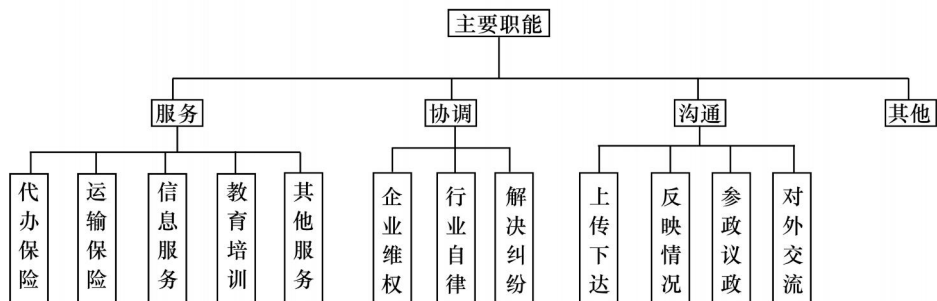 主要职能
服务
协调
沟通
其他
代办保险
运输保险
信息服务
教育培训
其他服务
企业维权
行业自律
解决纠纷
上传下达
反映情况
参政议政
对外交流